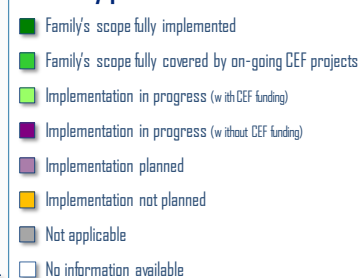 Family's scope fully implemented
Family's scope fully covered by on-going CEF projects
Implementation in progress (with CEF funding)
Implementation in progress (without CEF funding)
Implementation planned
Implementation not planned
Not applicable
No information available